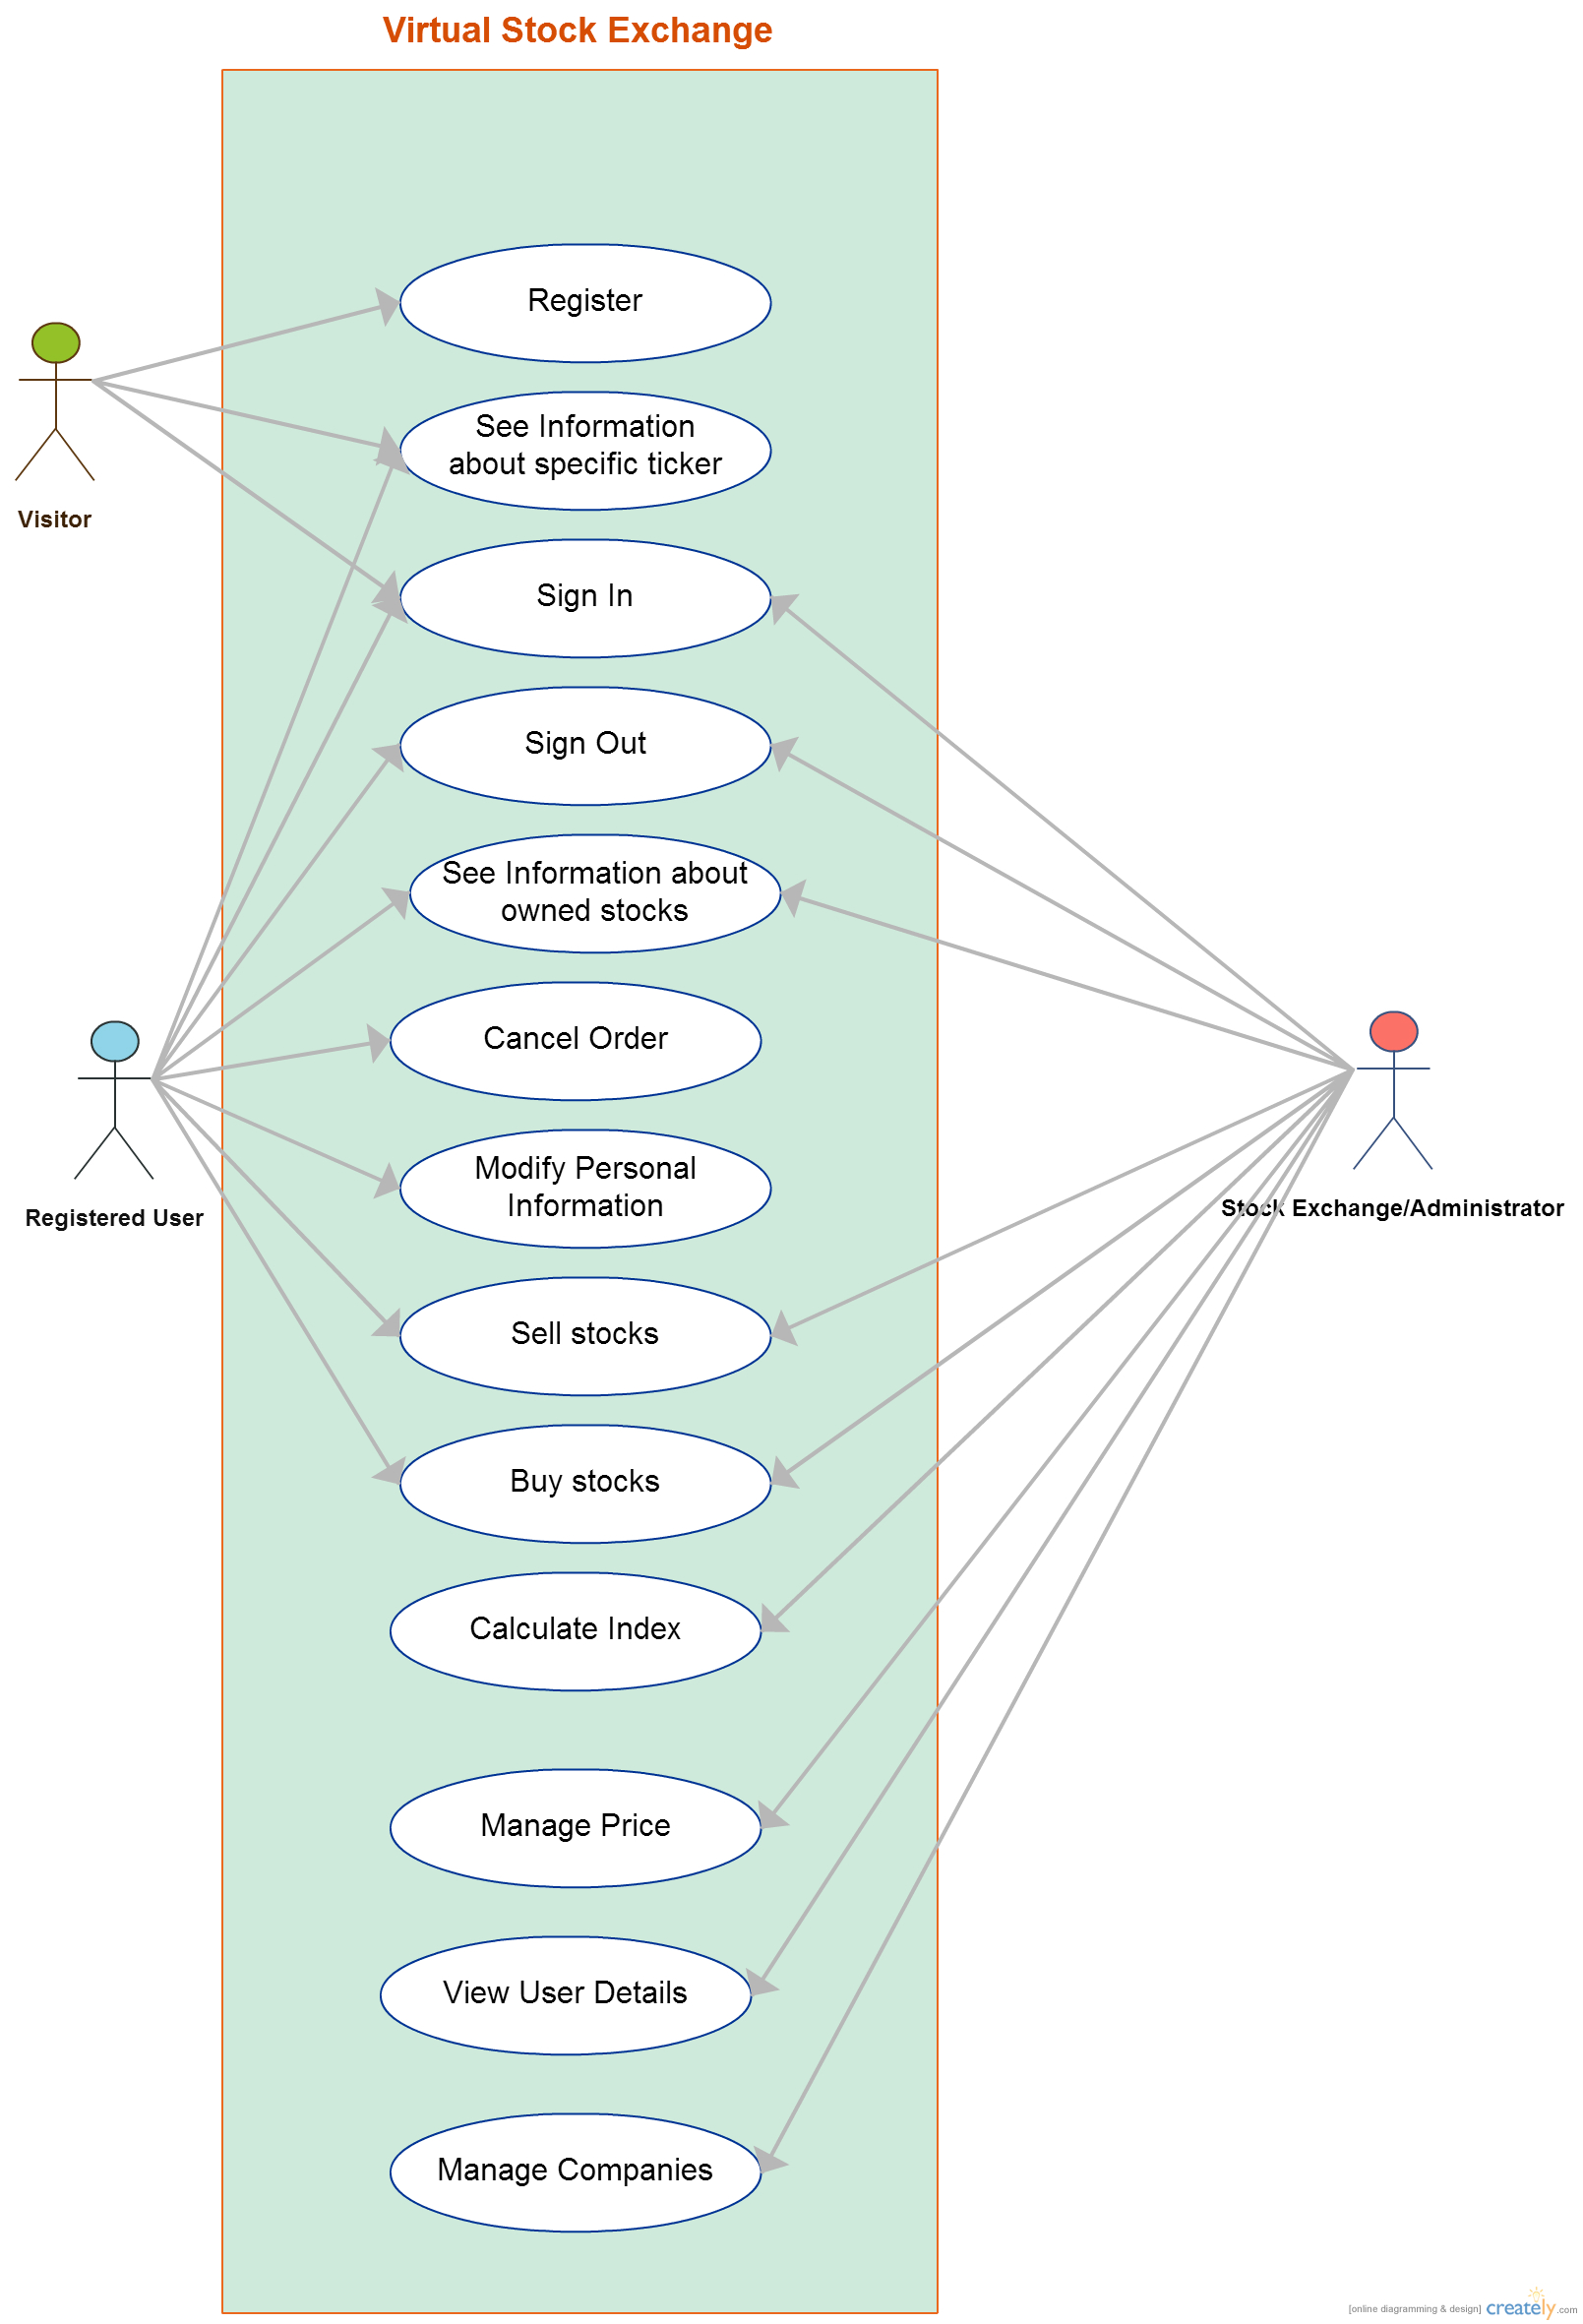 Virtual Stock Exchange
Register
See Information
about specific ticker
Visitor
Sign In
Sign Out
See Information about
owned stocks
Cancel Order
Modify Personal
Information
Registered User
Stock Exchange/Administrator
Sell stocks
Buy stocks
Calculate Index
Manage Price
View User Details
Manage Companies
[online diagramming & design] creately.com